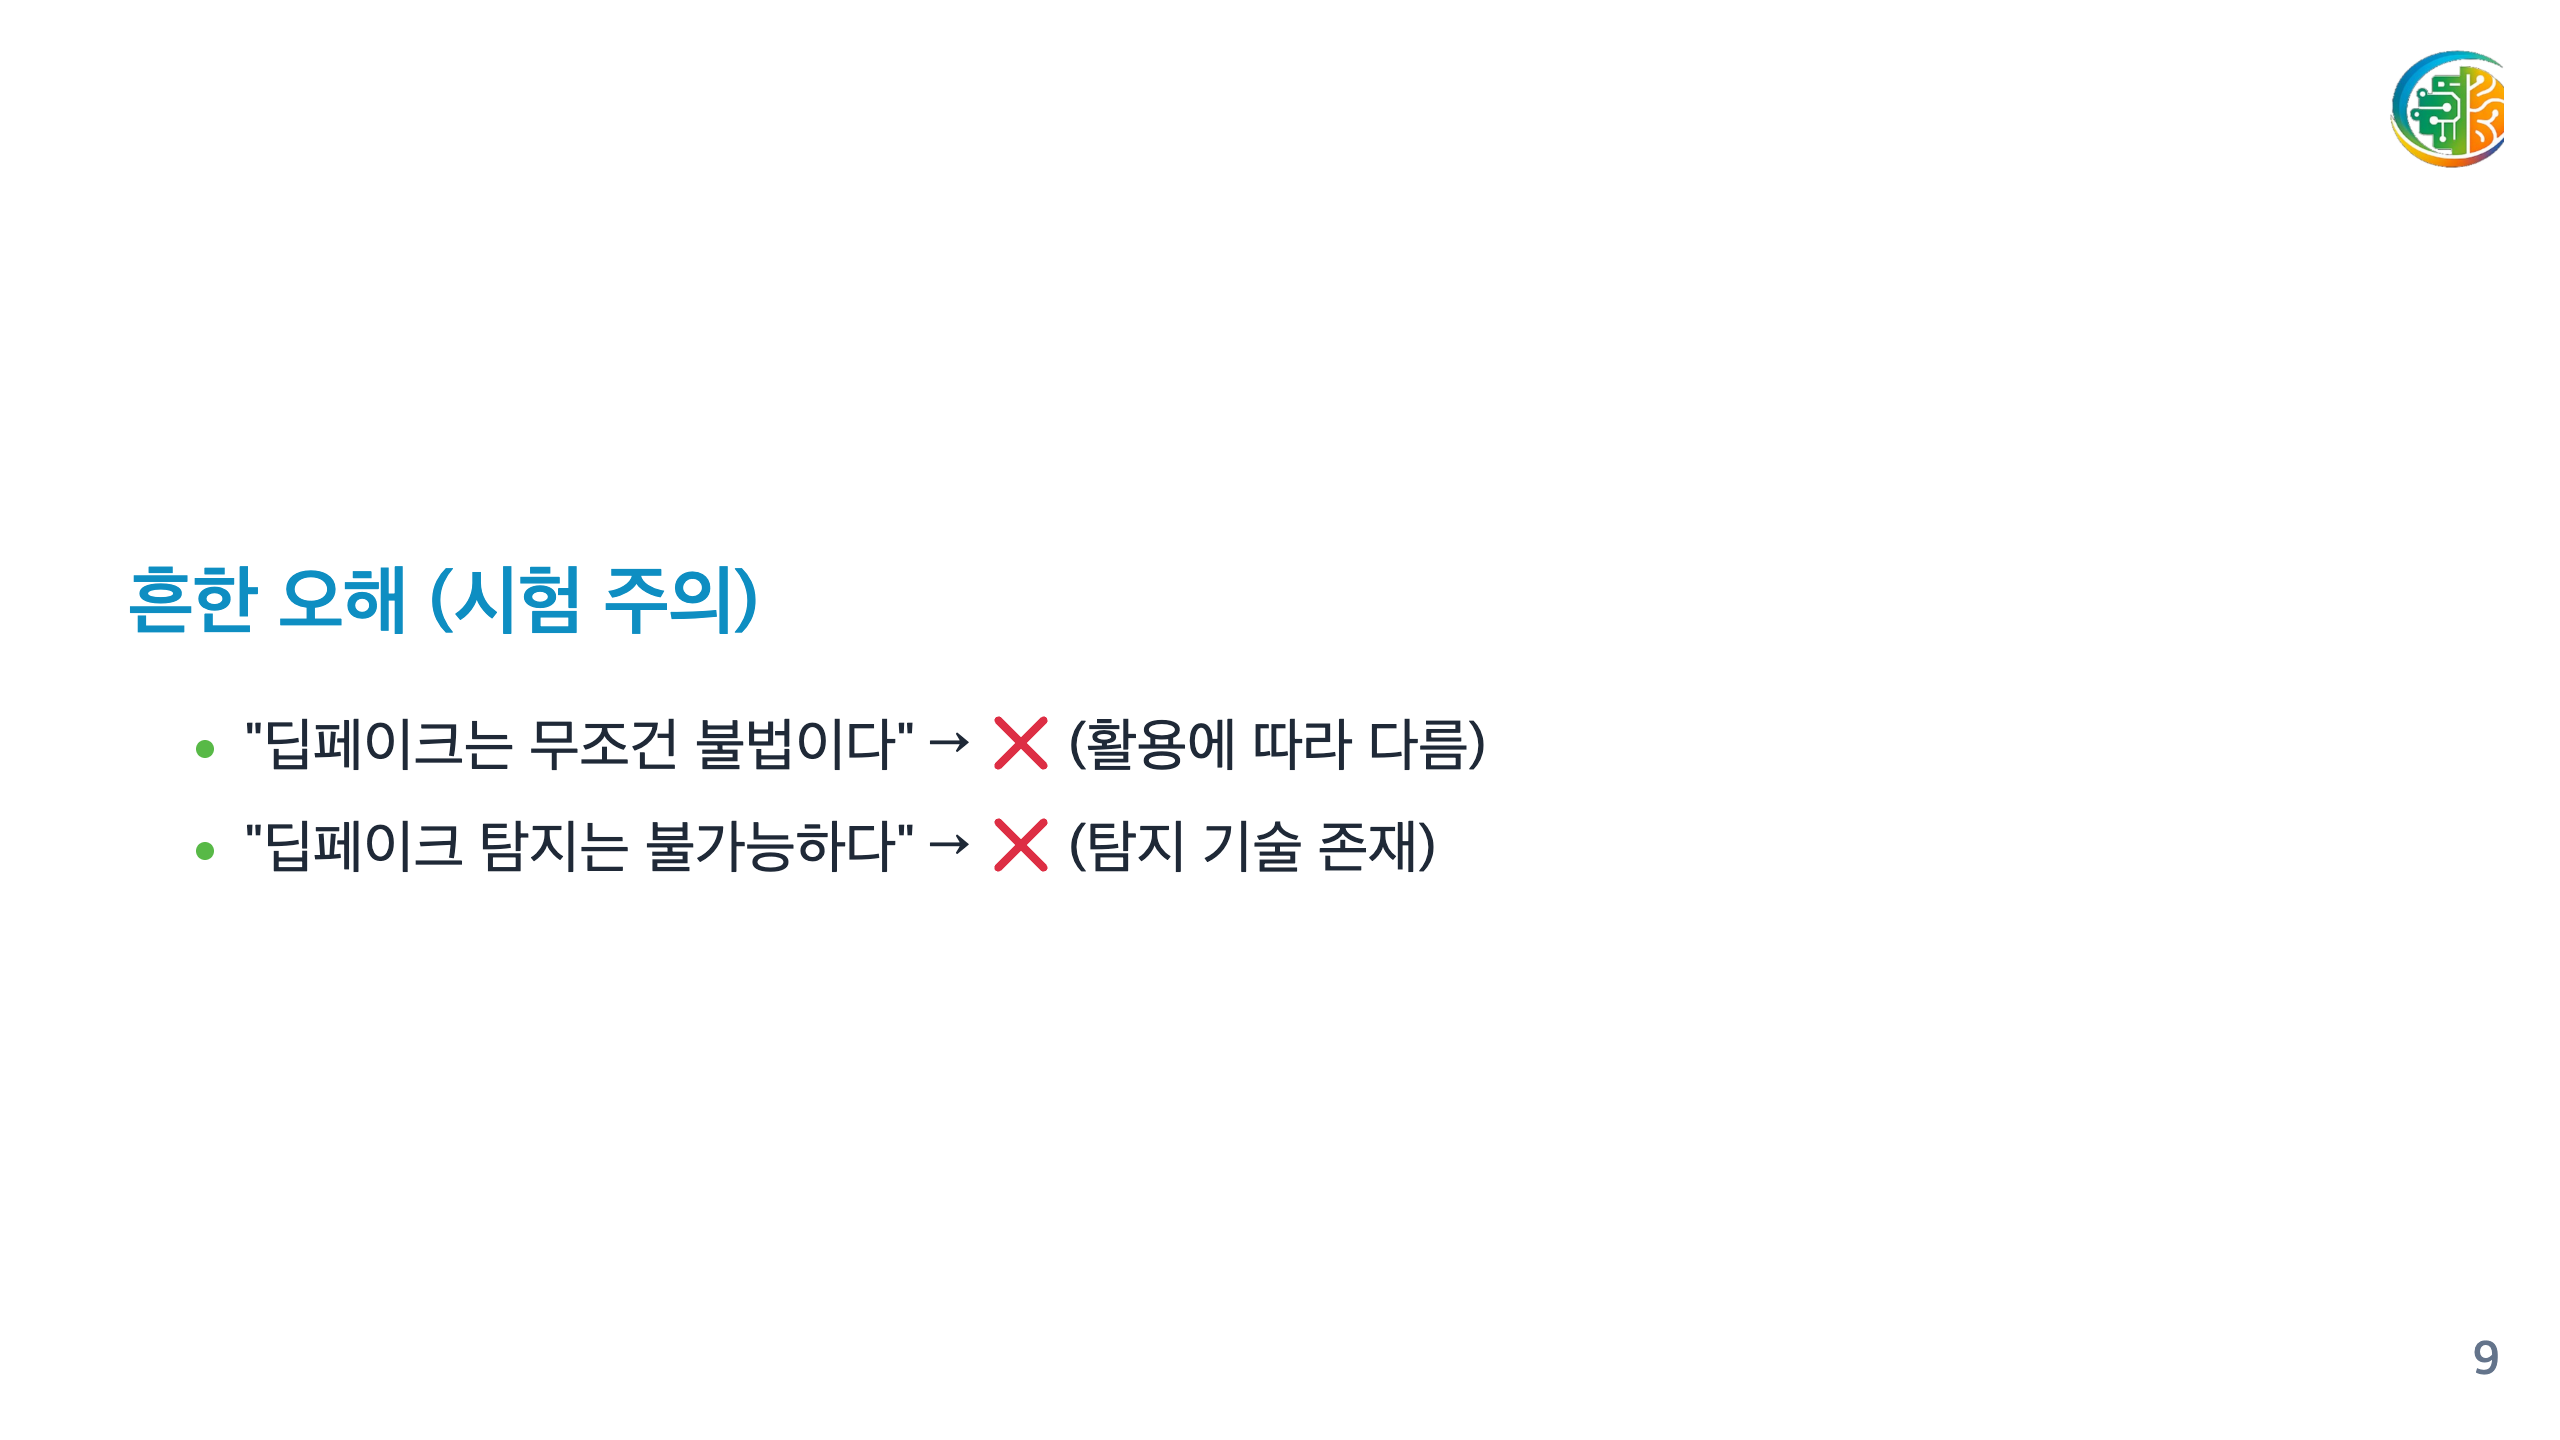 흔한 오해 (시험 주의)
• "딥페이크는 무조건 불법이다" → ❌ (활용에 따라 다름)
• "딥페이크 탐지는 불가능하다" → ❌ (탐지 기술 존재)
9